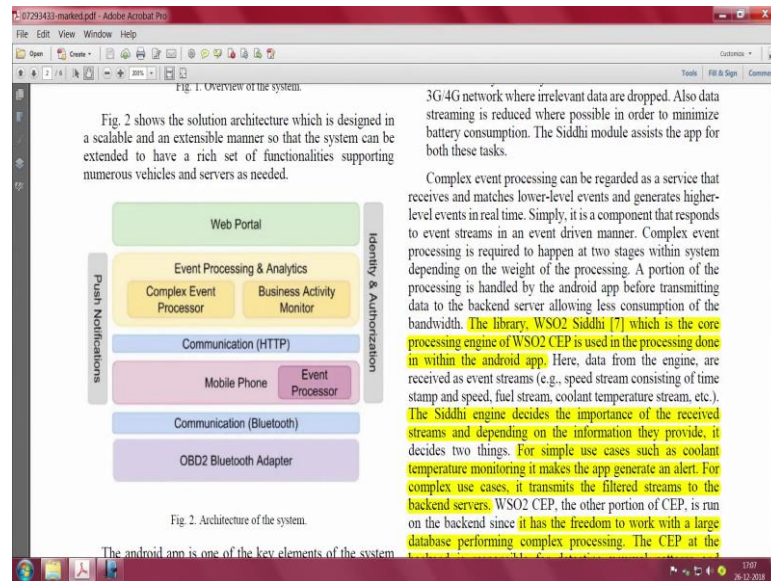 07293433-marked.pdf - Adobe Acrobat Pro
File Edit View Window Help
Open Create
Customize
2 / 6
Tools Fill & Sign Comme
Fig. 1. Overview of the system.
Fig. 2 shows the solution architecture which is designed in
a scalable and an extensible manner so that the system can be
extended to have a rich set of functionalities supporting
numerous vehicles and servers as needed.
Web Portal
Event Processing & Analytics
Complex Event
Processor
Business Activity
Monitor
Communication (HTTP)
Mobile Phone
Event
Processor
Communication (Bluetooth)
OBD2 Bluetooth Adapter
Push Notifications
Identity & Authorization
Fig. 2. Architecture of the system.
The android app is one of the key elements of the system
3G/4G network where irrelevant data are dropped. Also data
streaming is reduced where possible in order to minimize
battery consumption. The Siddhi module assists the app for
both these tasks.
Complex event processing can be regarded as a service that
receives and matches lower-level events and generates higher-
level events in real time. Simply, it is a component that responds
to event streams in an event driven manner. Complex event
processing is required to happen at two stages within system
depending on the weight of the processing. A portion of the
processing is handled by the android app before transmitting
data to the backend server allowing less consumption of the
bandwidth. The library, WSO2 Siddhi [7] which is the core
processing engine of WSO2 CEP is used in the processing done
in within the android app. Here, data from the engine, are
received as event streams (e.g., speed stream consisting of time
stamp and speed, fuel stream, coolant temperature stream, etc.).
The Siddhi engine decides the importance of the received
streams and depending on the information they provide, it
decides two things. For simple use cases such as coolant
temperature monitoring it makes the app generate an alert. For
complex use cases, it transmits the filtered streams to the
backend servers. WSO2 CEP, the other portion of CEP, is run
on the backend since it has the freedom to work with a large
database performing complex processing. The CEP at the
17:07
26-12-2018